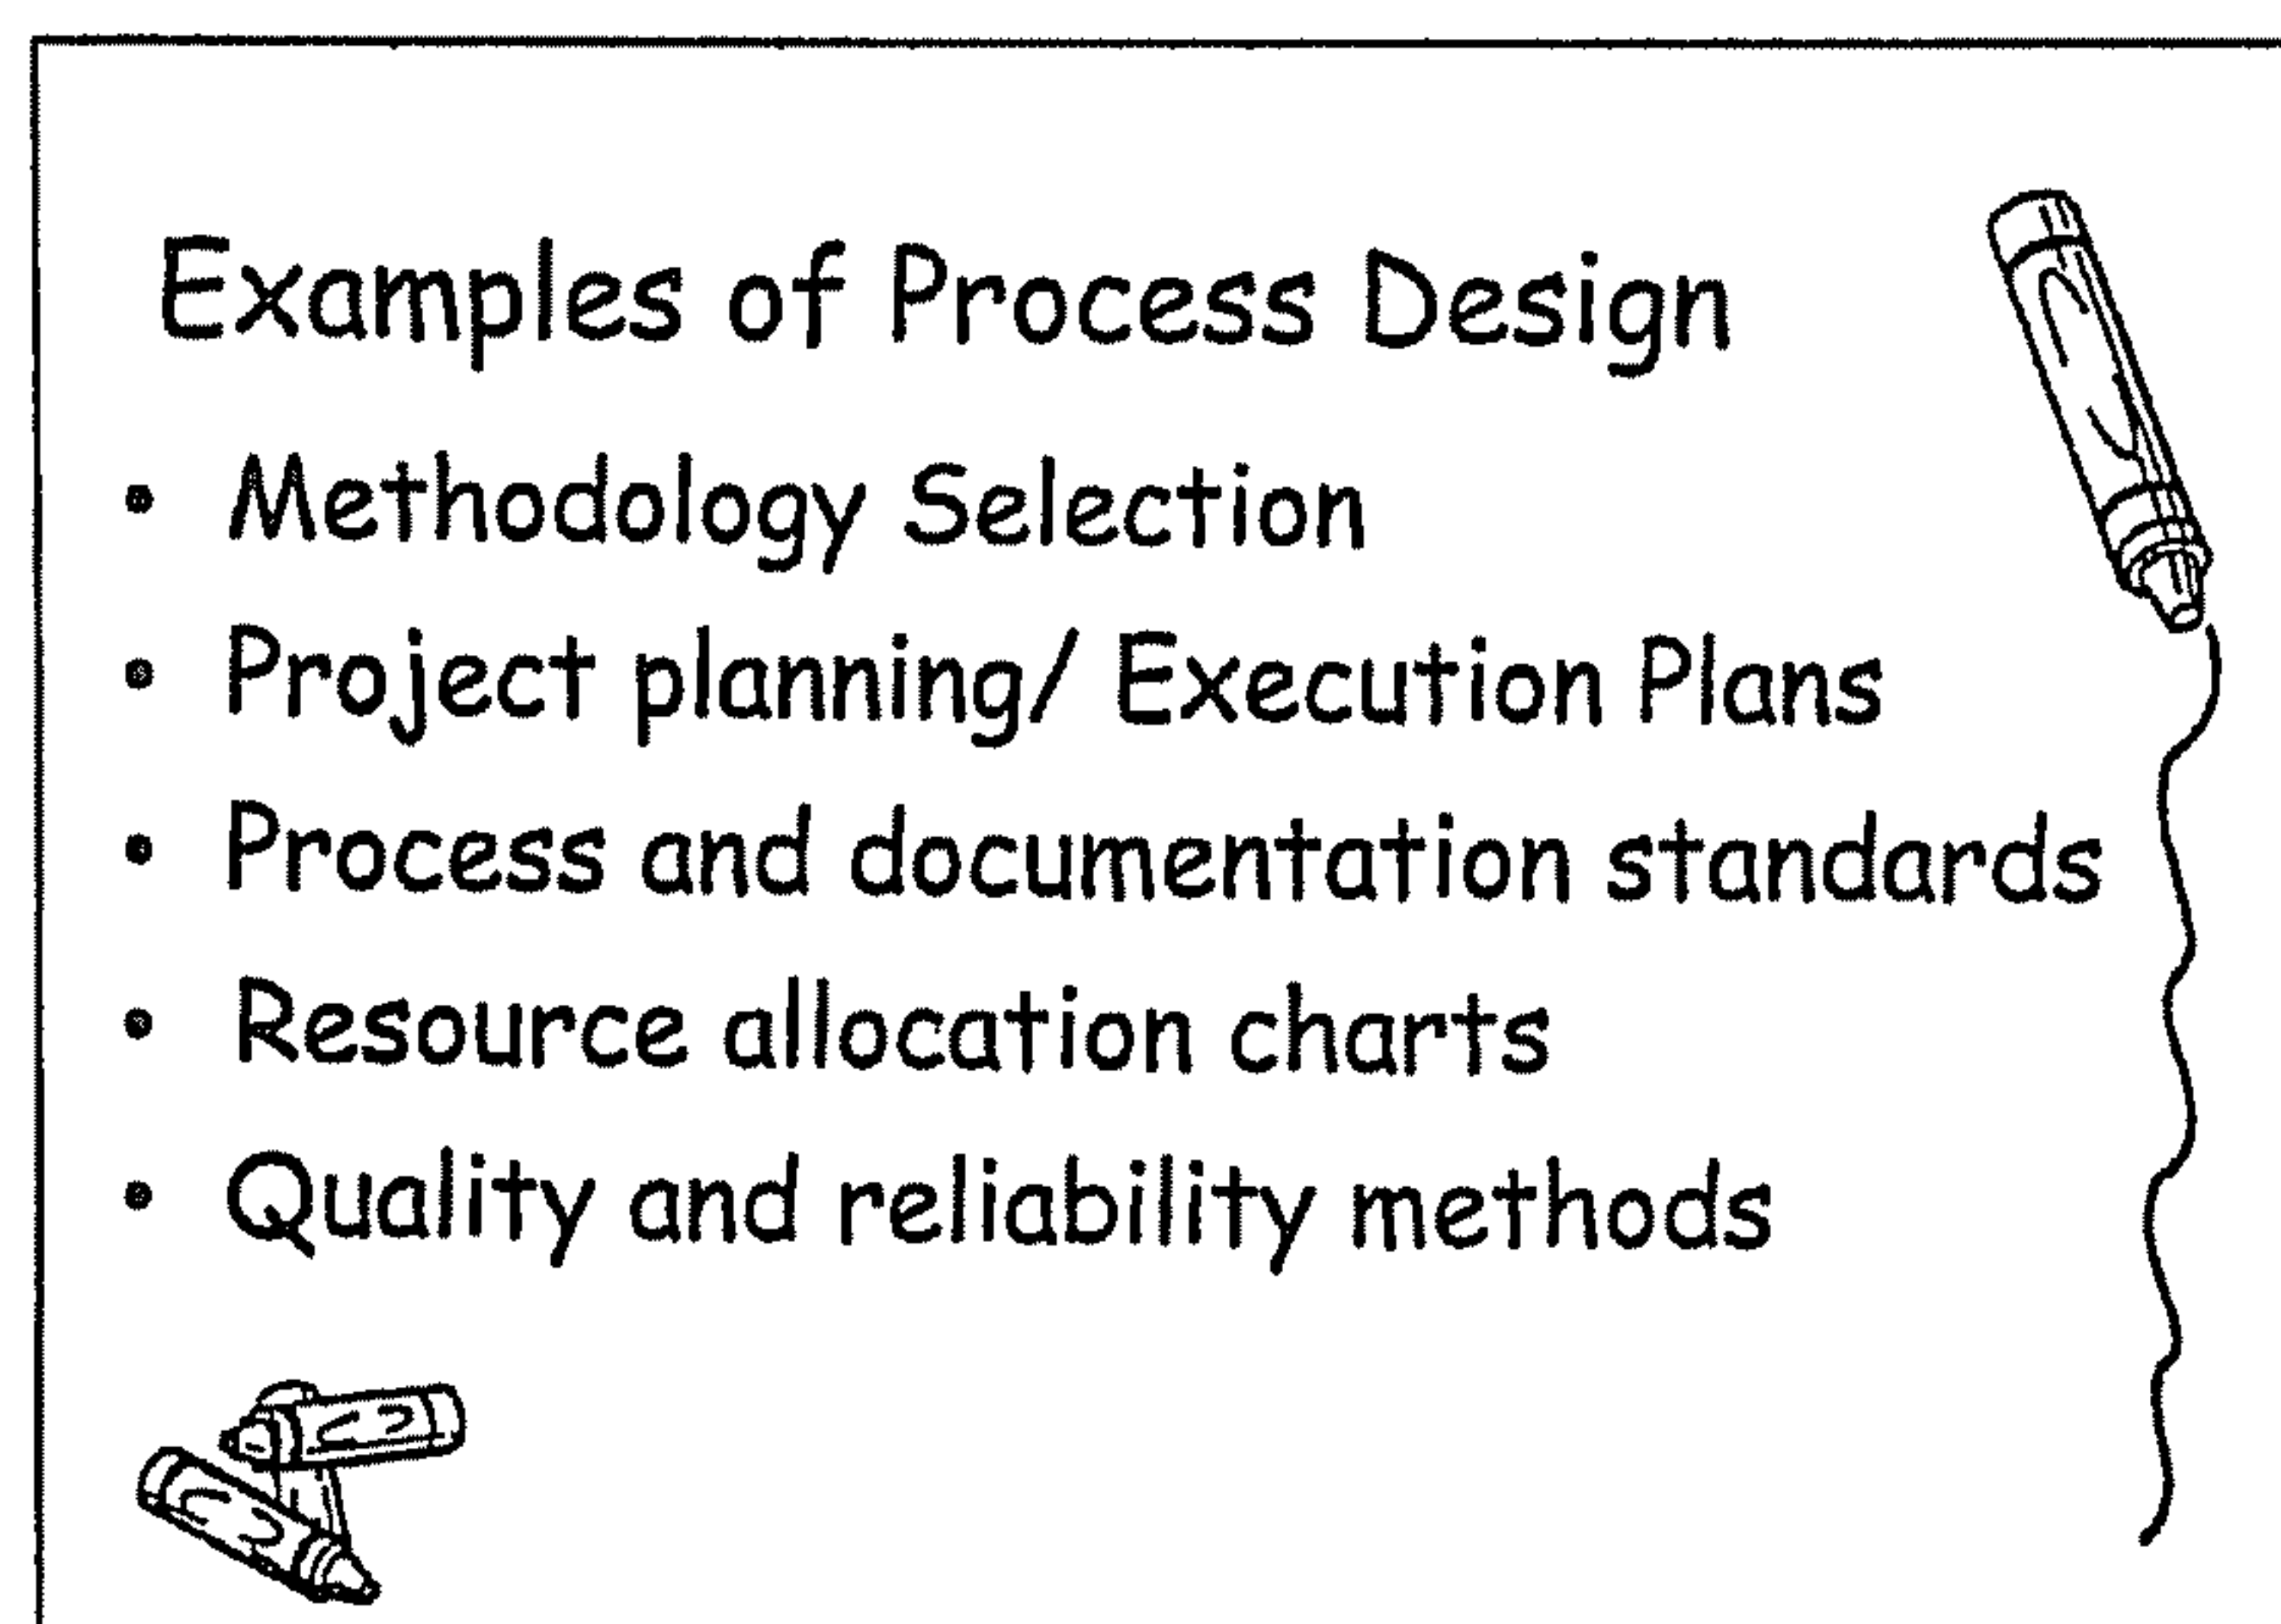 Examples of Process Design
• Methodology Selection
• Project planning/ Execution Plans
• Process and documentation standards
• Resource allocation charts
• Quality and reliability methods